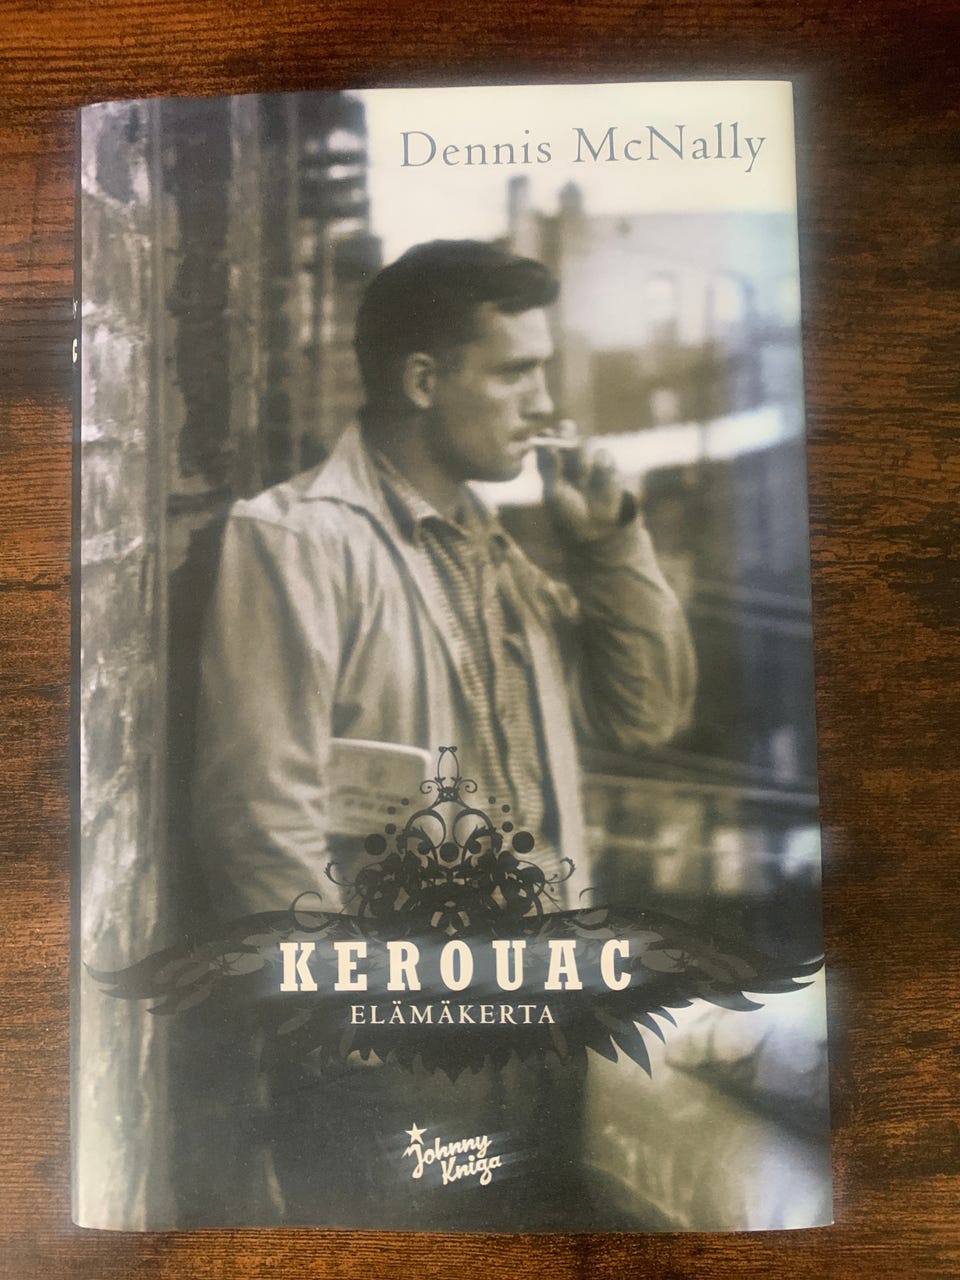 Dennis McNally
KEROUAC
ELÄMÄKERTA
Johnny
Kniga
C